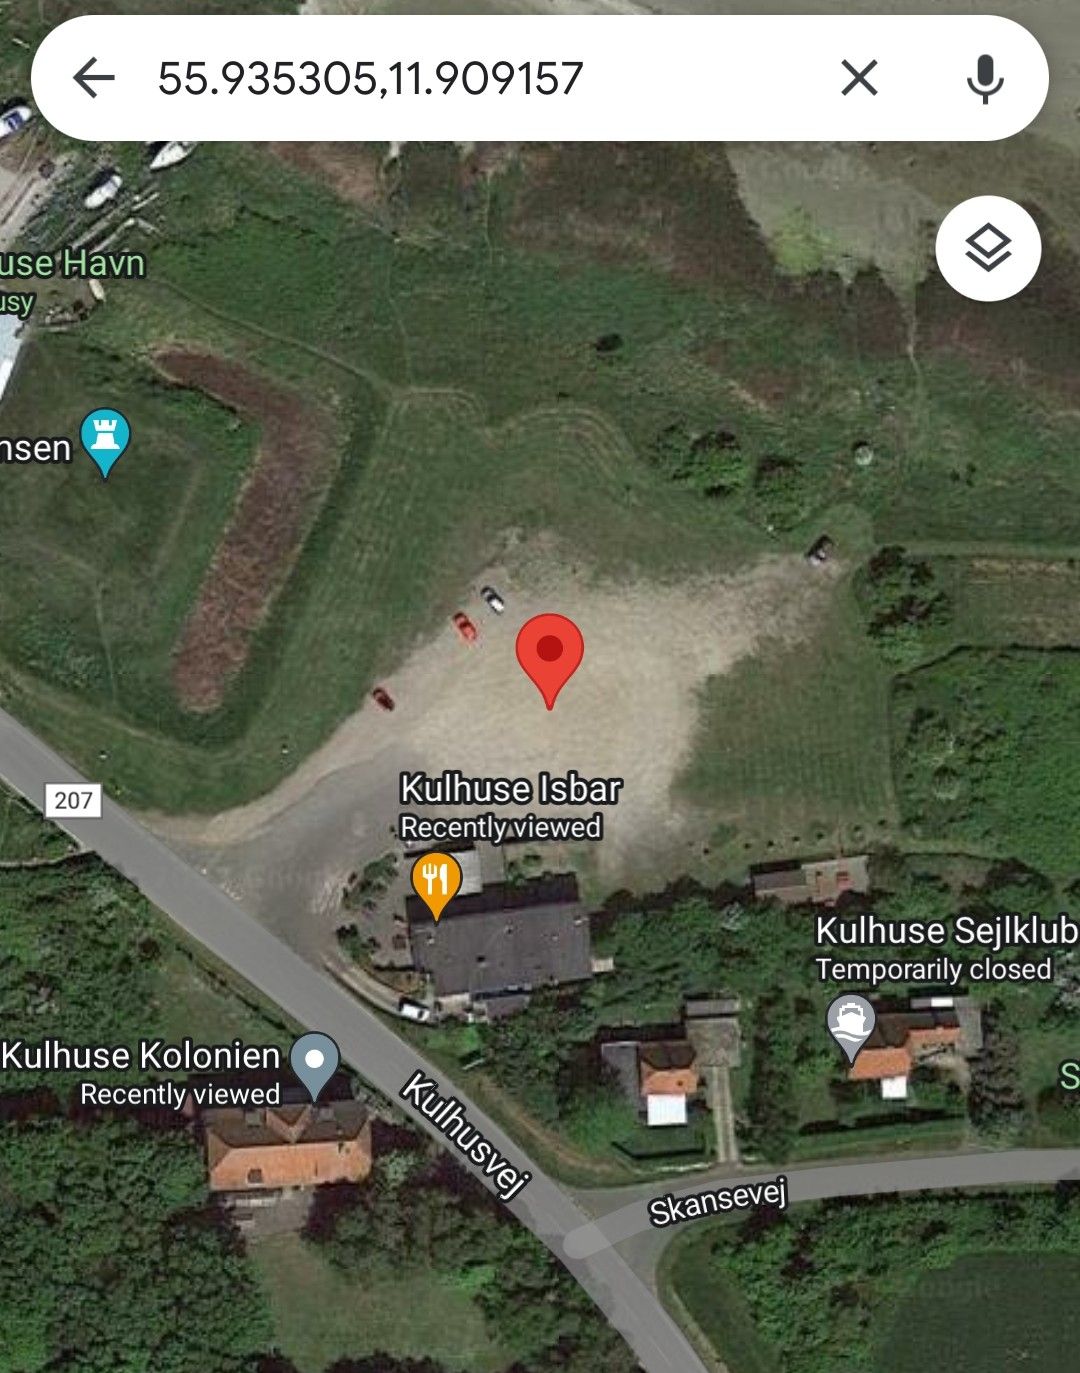 55.935305,11.909157
use Havn
usy
nsen
207
Kulhuse Isbar
Recently viewed
Kulhuse Sejlklub
Temporarily closed
Kulhuse Kolonien
Recently viewed
S
Kulhusvej
Skansevej